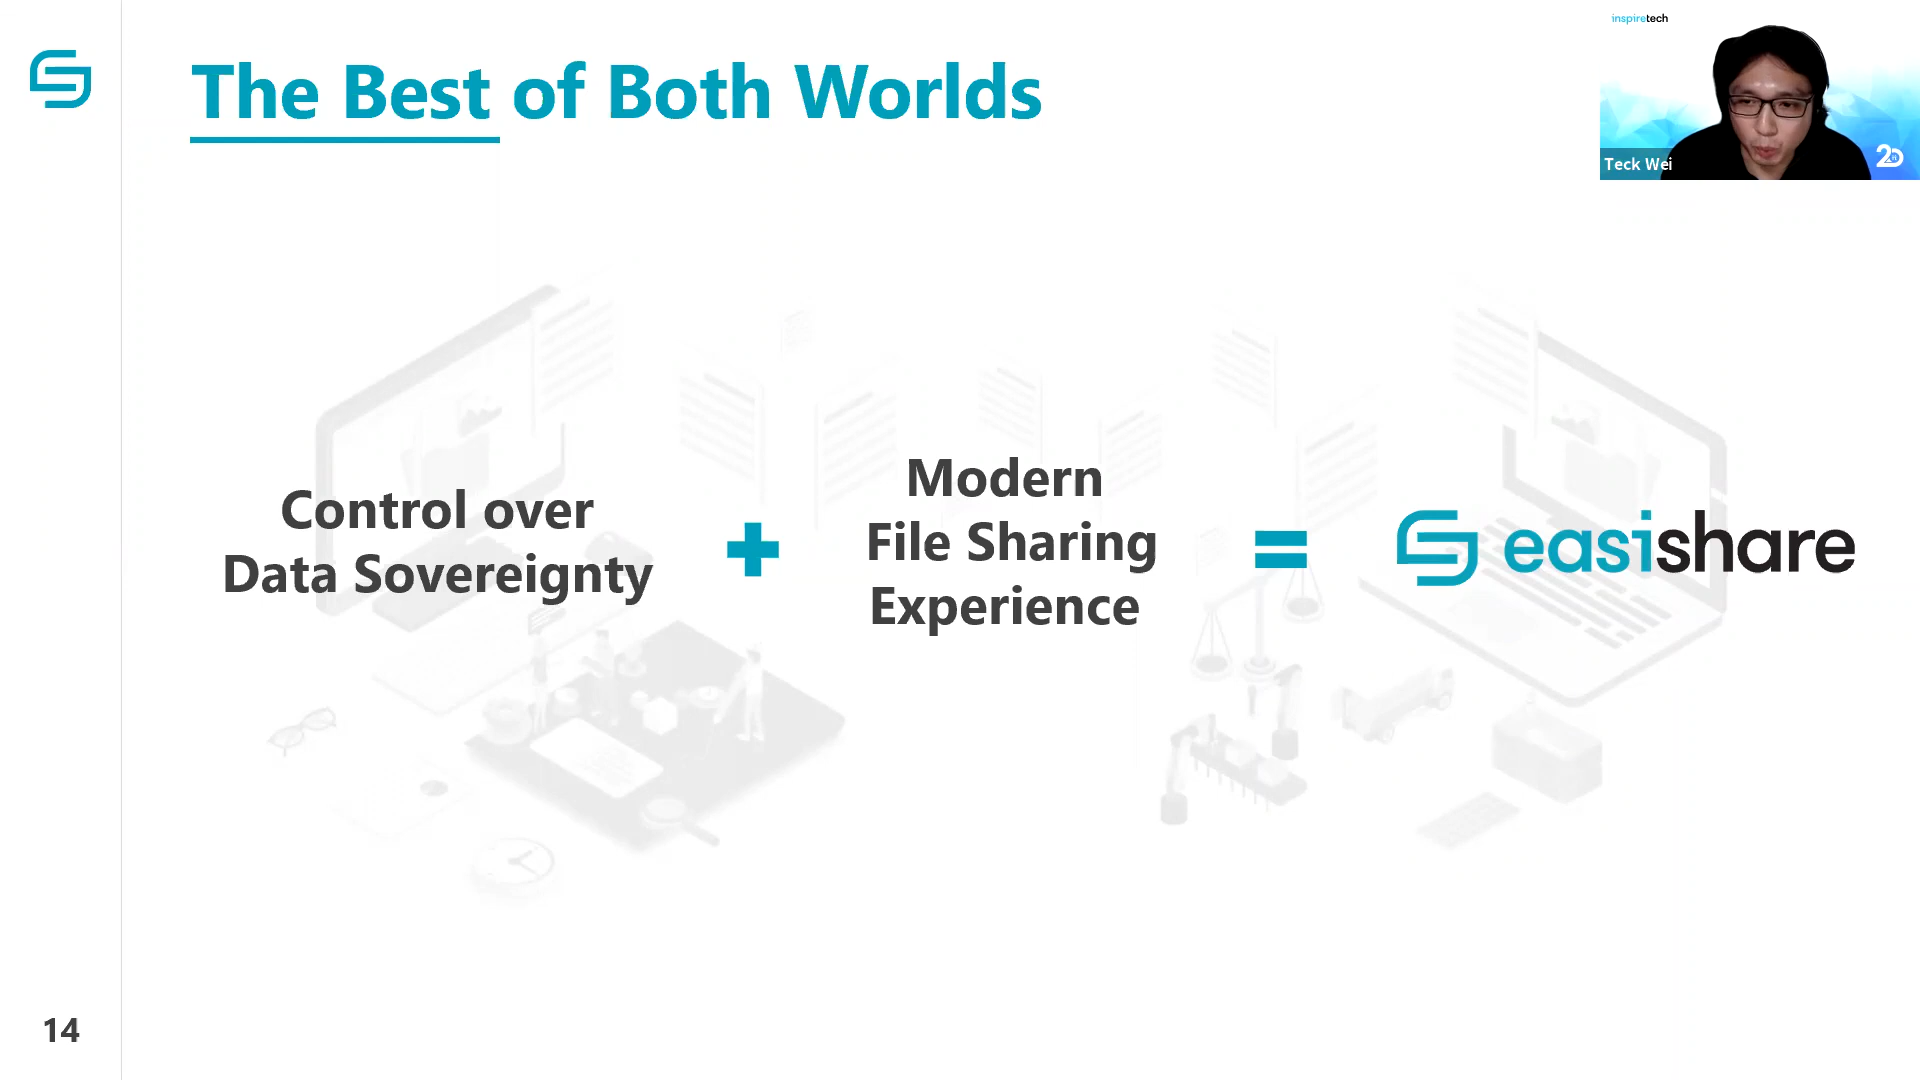 The Best of Both Worlds
inspiretech
Teck Wei
Control over
Data Sovereignty
+
Modern
File Sharing
Experience
=
easishare
14